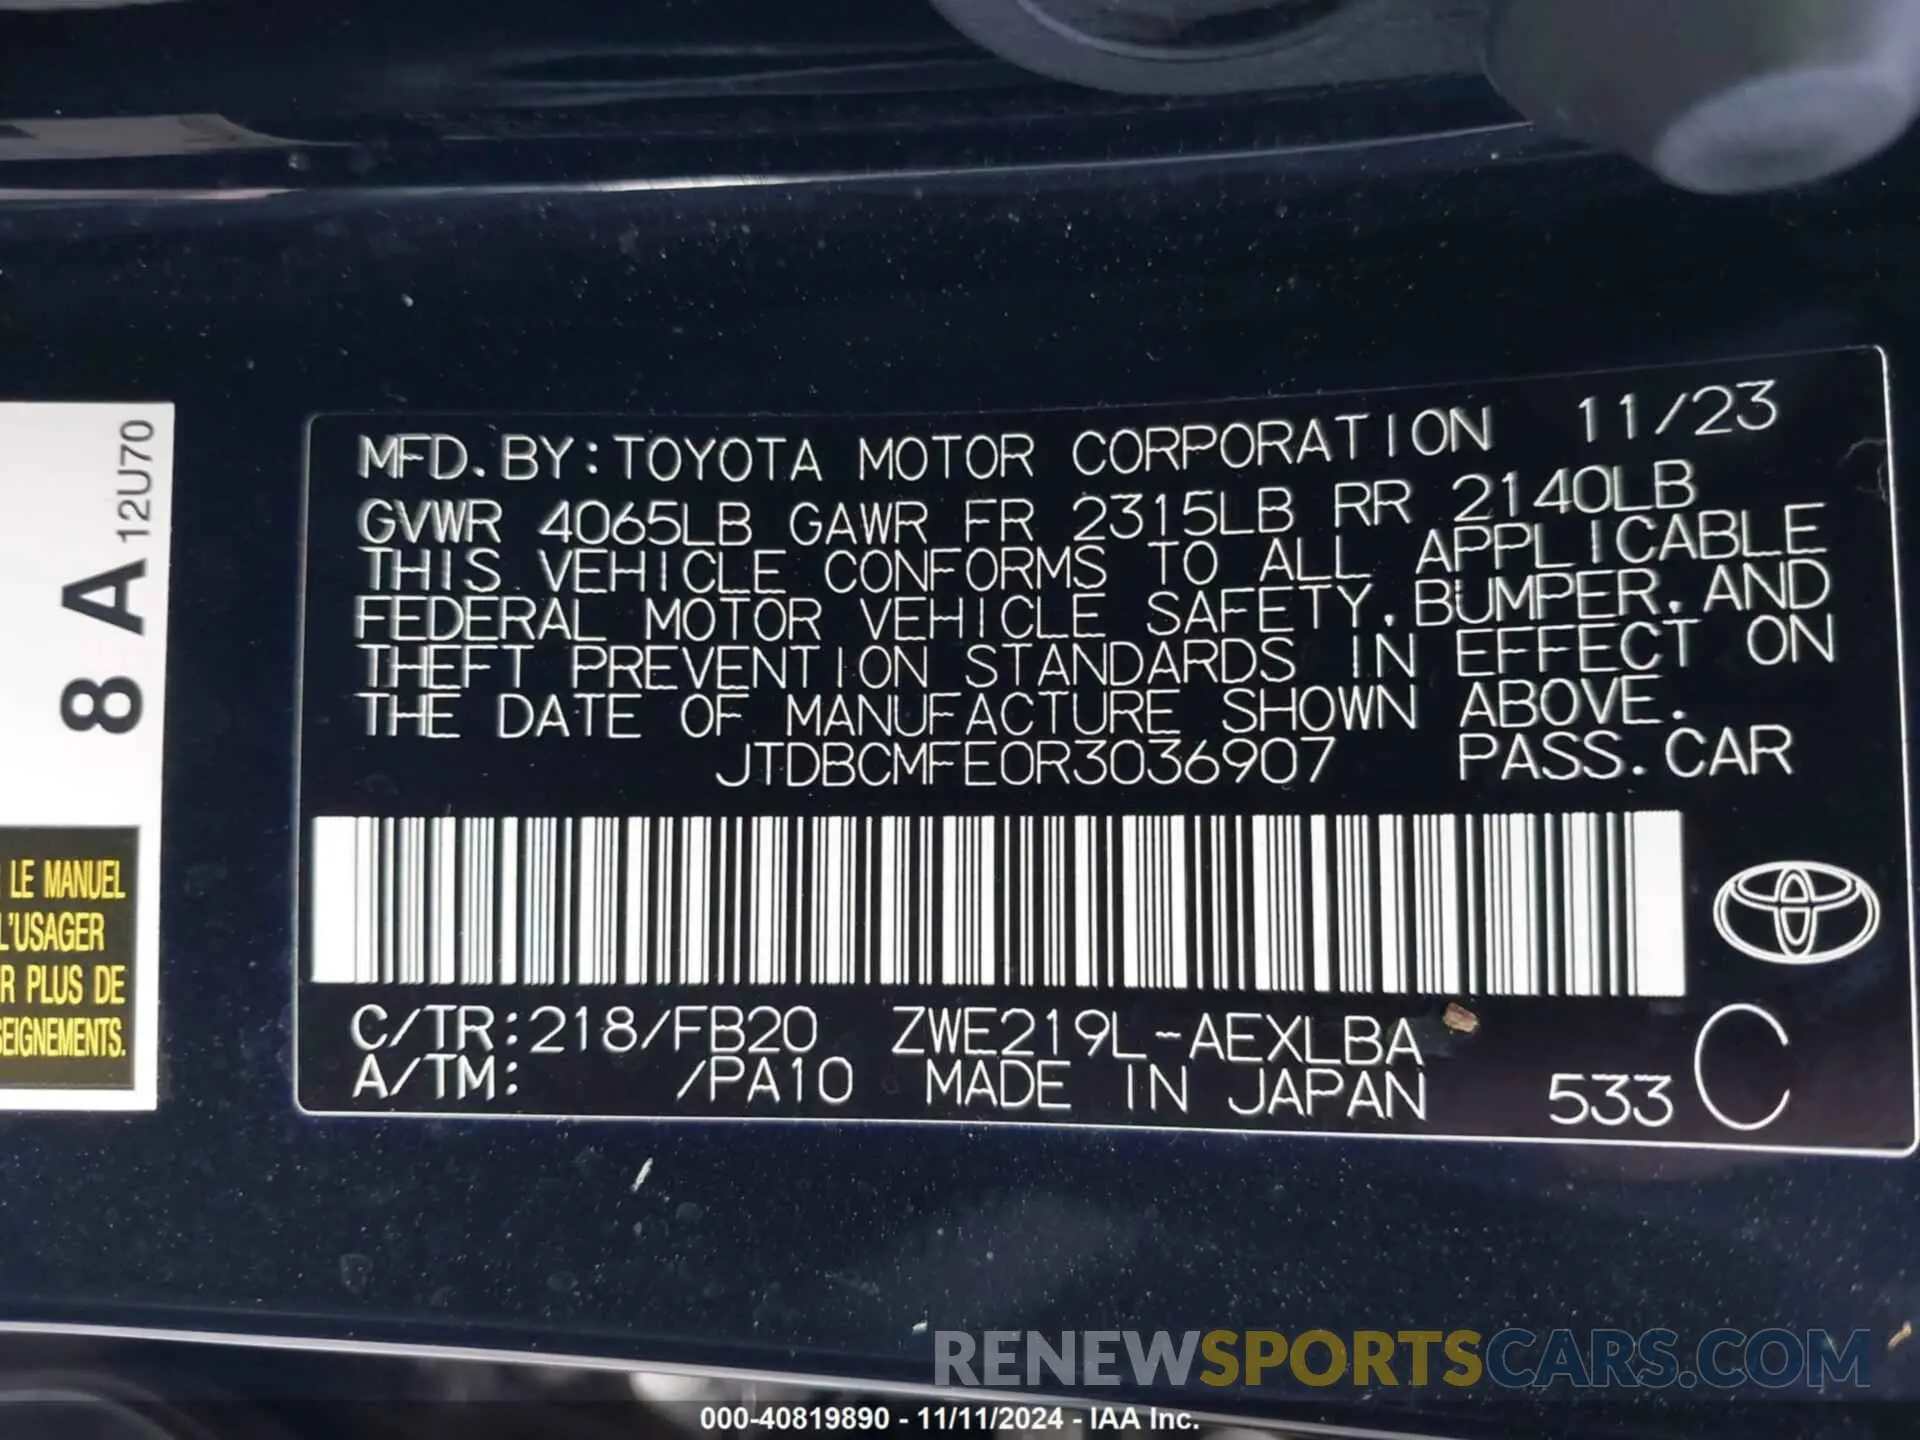 MFD. BY: TOYOTA MOTOR CORPORATION 11/23
GVWR 4065LB GAWR FR 2315LB RR 2140LB
THIS VEHICLE CONFORMS TO ALL APPLICABLE
FEDERAL MOTOR VEHICLE SAFETY, BUMPER, AND
THEFT PREVENTION STANDARDS IN EFFECT ON
THE DATE OF MANUFACTURE SHOWN ABOVE.
JTDBCMFE0R3036907 PASS. CAR
C/TR: 218/FB20 ZWE219L-AEXLBA
A/TM: /PA10 MADE IN JAPAN 533 C
8 A 12U70
LE MANUEL
L'USAGER
R PLUS DE
SEIGNEMENTS.
RENEWSPORTSCARS.COM
000-40819890 - 11/11/2024 - IAA Inc.